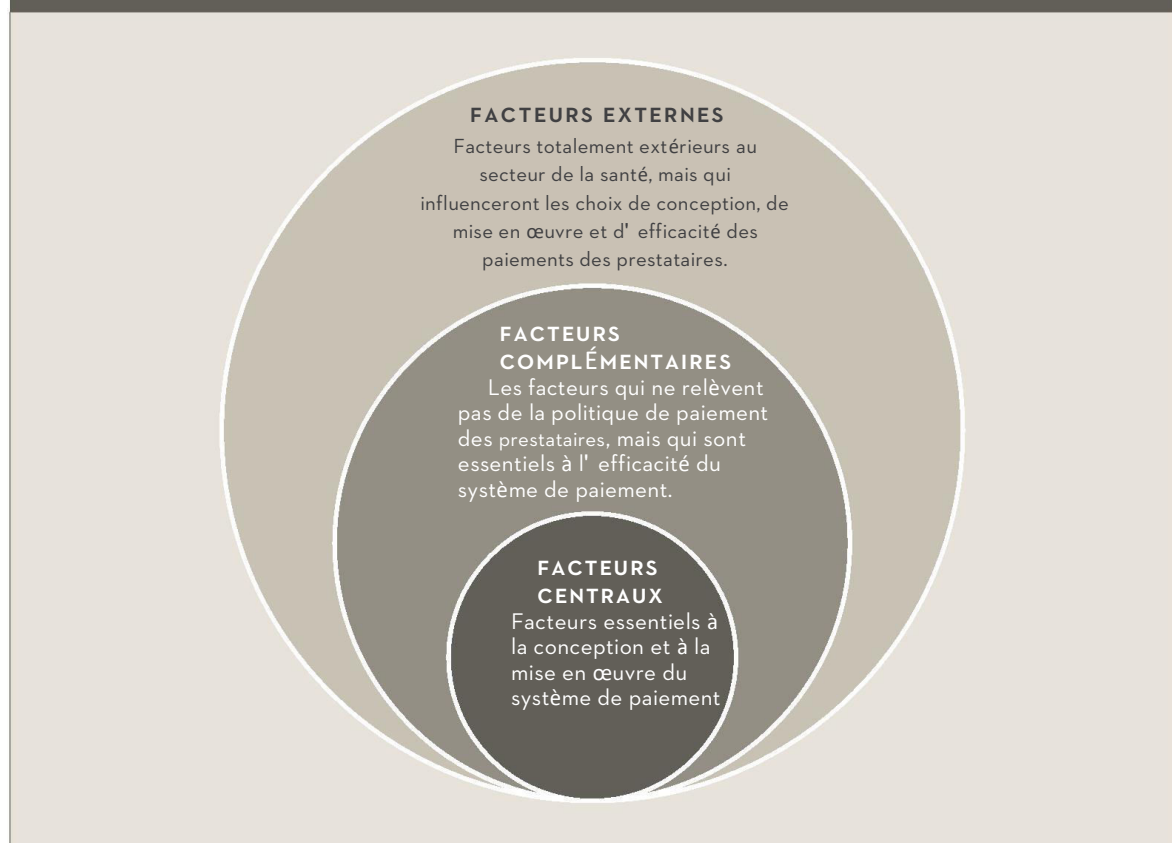 FACTEURS EXTERNES
Facteurs totalement extérieurs au
secteur de la santé, mais qui
influenceront les choix de conception, de
mise en œuvre et d' efficacité des
paiements des prestataires.
FACTEURS
COMPLÉMENTAIRES
Les facteurs qui ne relèvent
pas de la politique de paiement
des prestataires, mais qui sont
essentiels à l' efficacité du
système de paiement.
FACTEURS
CENTRAUX
Facteurs essentiels à
la conception et à la
mise en œuvre du
système de paiement